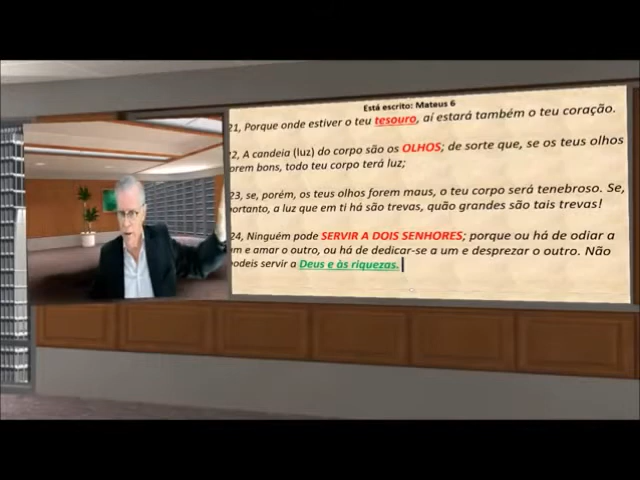 Está escrito: Mateus 6
21, Porque onde estiver o teu tesouro, aí estará também o teu coração.
22, A candeia (luz) do corpo são os OLHOS; de sorte que, se os teus olhos
forem bons, todo teu corpo terá luz;
23, se, porém, os teus olhos forem maus, o teu corpo será tenebroso. Se,
portanto, a luz que em ti há são trevas, quão grandes são tais trevas!
24, Ninguém pode SERVIR A DOIS SENHORES; porque ou há de odiar a
um e amar o outro, ou há de dedicar-se a um e desprezar o outro. Não
podeis servir a Deus e às riquezas.